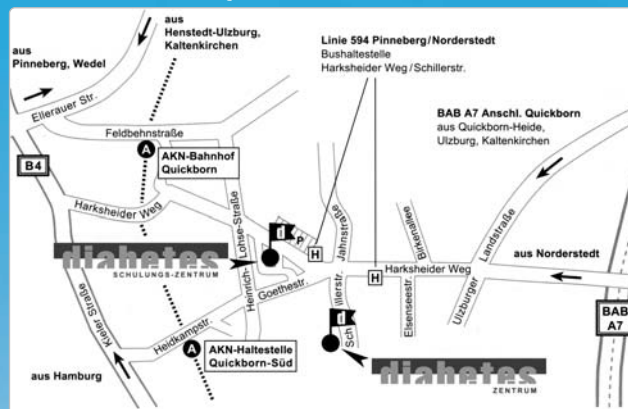 aus
Henstedt-Ulzburg,
Kaltenkirchen
aus
Pinneberg, Wedel
Linie 594 Pinneberg/Norderstedt
Bushaltestelle
Harksheider Weg/Schillerstr.
Ellerauer Str.
BAB A7 Anschl. Quickborn
aus Quickborn-Heide,
Ulzburg, Kaltenkirchen
Feldbehnstraße
B4
A
AKN-Bahnhof
Quickborn
Harksheider Weg
Heinrich-Lohse-Straße
d
P
H
Jahnstraße
Birkenallee
Ulzburger Landstraße
aus Norderstedt
diabetes
SCHULUNGS-ZENTRUM
H
Harksheider Weg
Goethestr.
Elsenseestr.
Schillerstr.
d
Kieler Straße
Heidkampstr.
A
AKN-Haltestelle
Quickborn-Süd
BAB
A7
aus Hamburg
diabetes
ZENTRUM